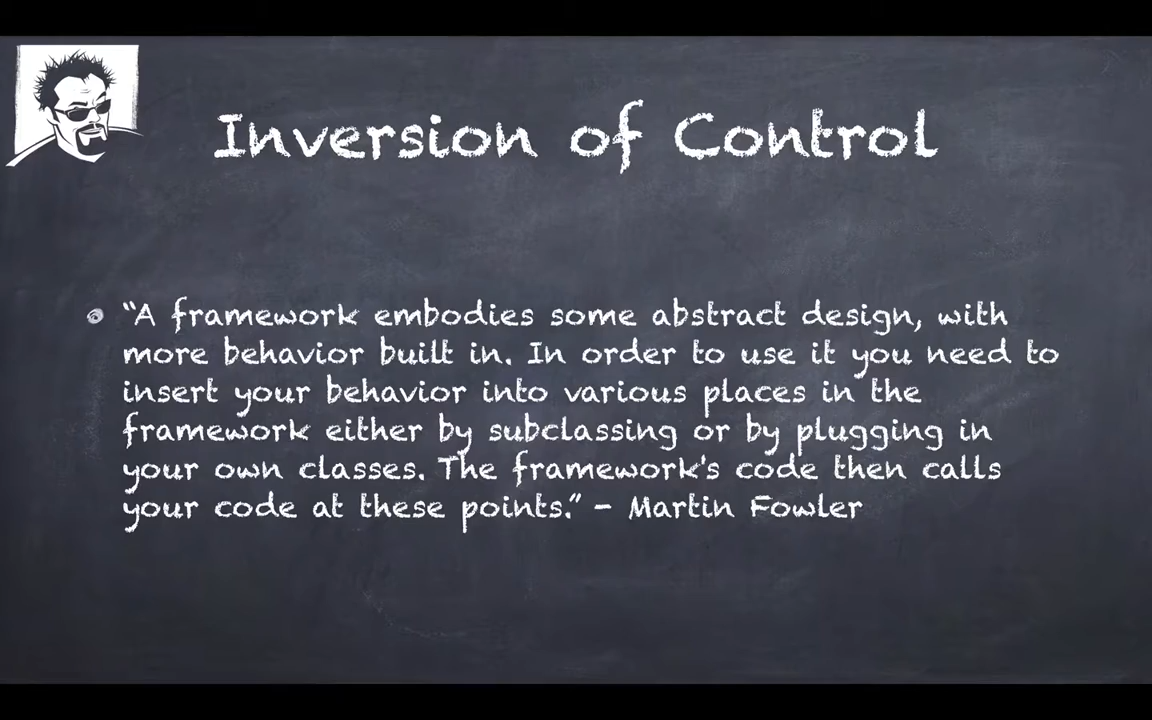 Inversion of Control
“A framework embodies some abstract design, with
more behavior built in. In order to use it you need to
insert your behavior into various places in the
framework either by subclassing or by plugging in
your own classes. The framework's code then calls
your code at these points.” - Martin Fowler